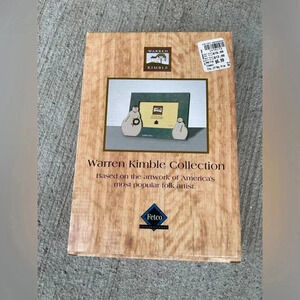 WARREN
KIMBLE
Warren Kimble Collection
Based on the artwork of America's
most popular folk artist
Fetco